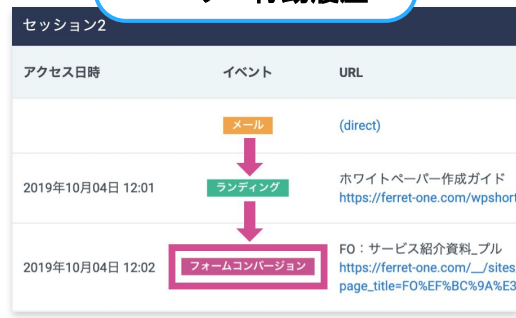 行動履歴
セッション2
アクセス日時 イベント URL
メール (direct)
ホワイトペーパー作成ガイド
2019年10月04日 12:01 ランディング
https://ferret-one.com/wpshort
FO：サービス紹介資料_プル
2019年10月04日 12:02 フォームコンバージョン https://ferret-one.com/__/sites
page_title=FO%EF%BC%9A%E3